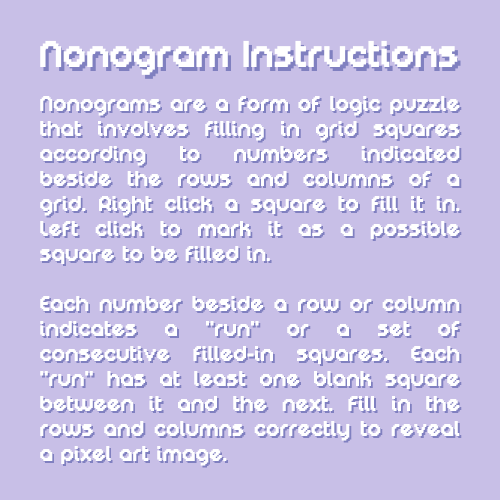 Nonogram Instructions
Nonograms are a form of logic puzzle
that involves filling in grid squares
according to numbers indicated
beside the rows and columns of a
grid. Right click a square to fill it in.
Left click to mark it as a possible
square to be filled in.
Each number beside a row or column
indicates a "run" or a set of
consecutive filled-in squares. Each
"run" has at least one blank square
between it and the next. Fill in the
rows and columns correctly to reveal
a pixel art image.